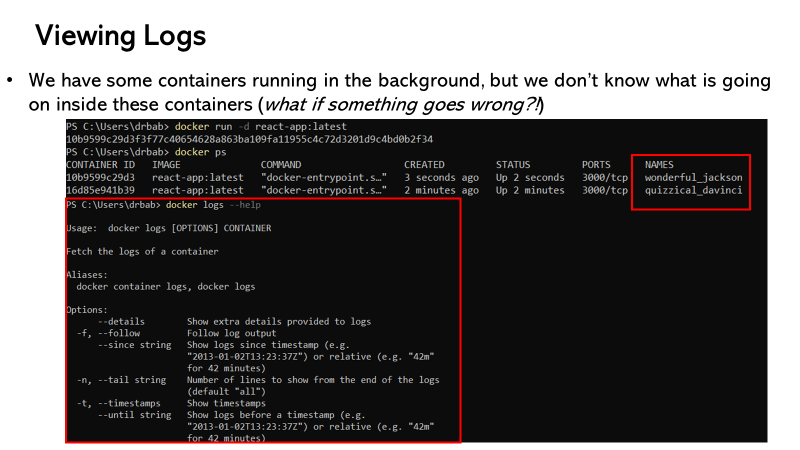 Viewing Logs
• We have some containers running in the background, but we don't know what is going
on inside these containers (what if something goes wrong?!)
PS C:\Users\drbab> docker run -d react-app:latest
10b9599c29d3f3f77c40654628a863ba109fa11955c4c72d3201d9c4bd0b2f34
PS C:\Users\drbab> docker ps
CONTAINER ID IMAGE COMMAND CREATED STATUS PORTS NAMES
10b9599c29d3 react-app:latest "docker-entrypoint.s…" 3 seconds ago Up 2 seconds 3000/tcp wonderful_jackson
16d85e941b39 react-app:latest "docker-entrypoint.s…" 2 minutes ago Up 2 minutes 3000/tcp quizzical_davinci
PS C:\Users\drbab> docker logs --help
Usage: docker logs [OPTIONS] CONTAINER
Fetch the logs of a container
Aliases:
docker container logs, docker logs
Options:
--details Show extra details provided to logs
-f, --follow Follow log output
--since string Show logs since timestamp (e.g.
"2013-01-02T13:23:37Z") or relative (e.g. "42m"
for 42 minutes)
-n, --tail string Number of lines to show from the end of the logs
(default "all")
-t, --timestamps Show timestamps
--until string Show logs before a timestamp (e.g.
"2013-01-02T13:23:37Z") or relative (e.g. "42m"
for 42 minutes)